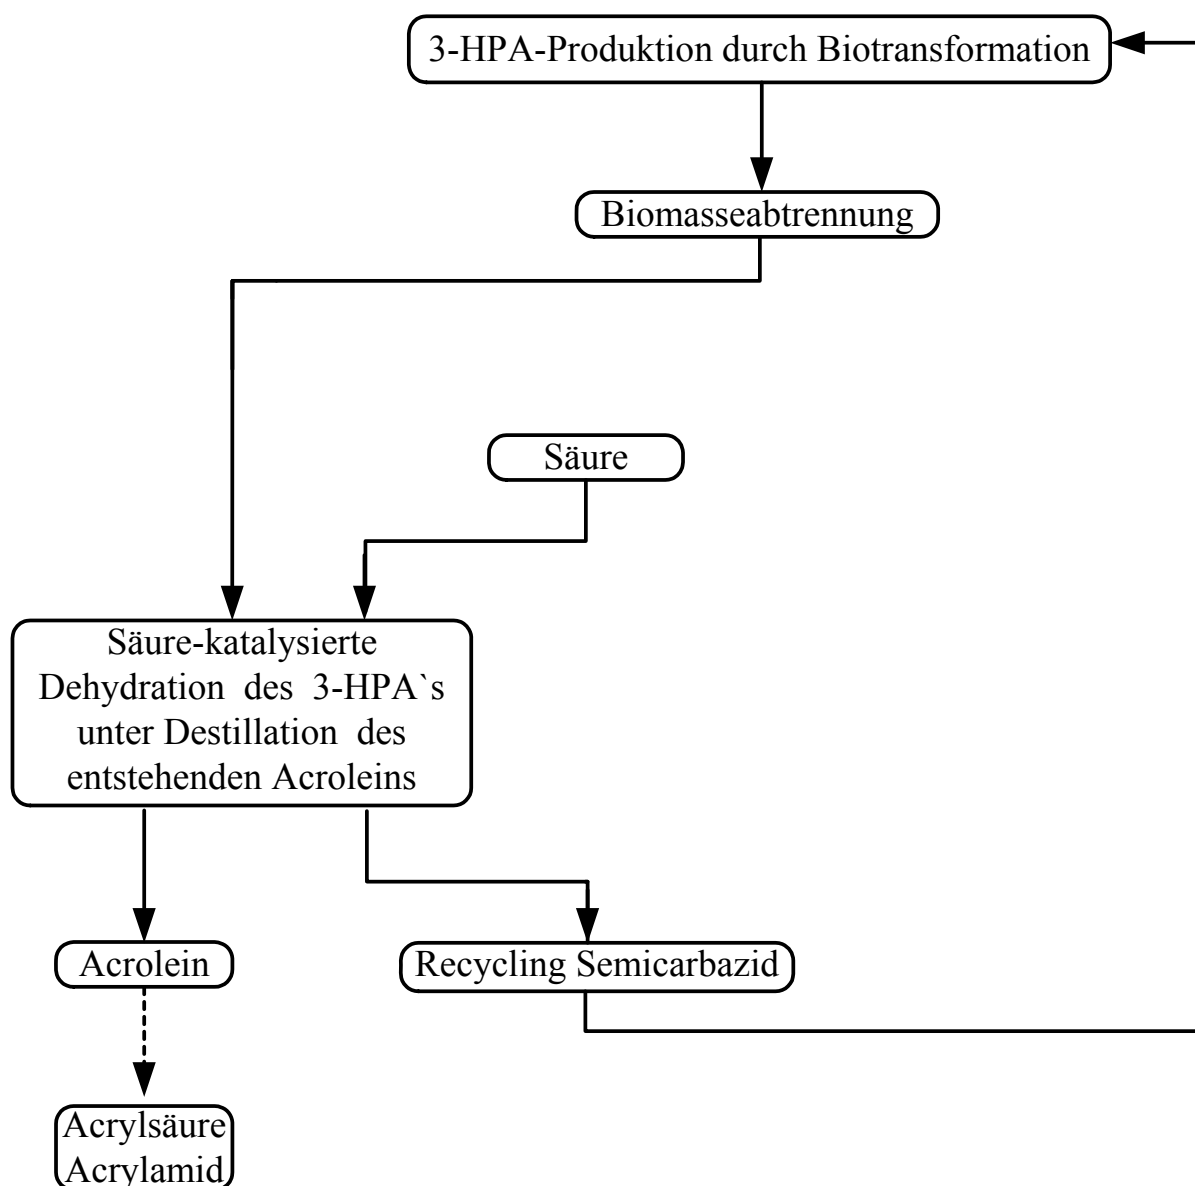 3-HPA-Produktion durch Biotransformation
Biomasseabtrennung
Säure
Säure-katalysierte
Dehydration des 3-HPA`s
unter Destillation des
entstehenden Acroleins
Acrolein
Recycling Semicarbazid
Acrylsäure
Acrylamid